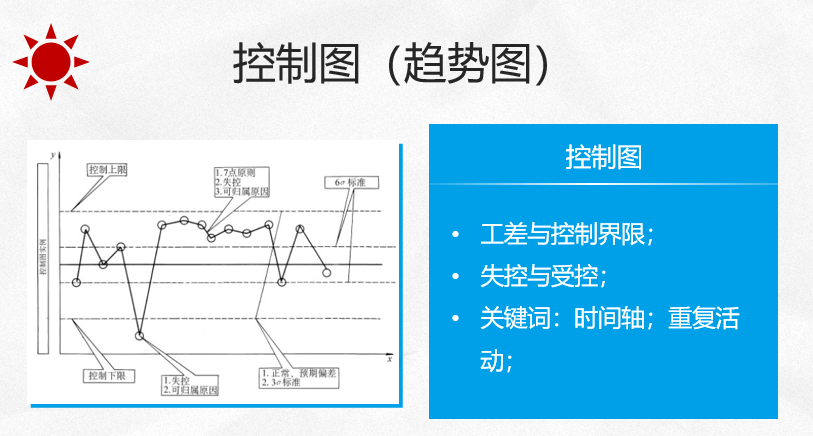 控制图（趋势图）
y
控制上限
1. 7点原则
2. 失控
3. 可归属原因
6σ 标准
控制图实例
x
控制下限
1. 失控
2. 可归属原因
1. 正常、预期偏差
2. 3σ标准
控制图
• 工差与控制界限；
• 失控与受控；
• 关键词：时间轴；重复活
动；